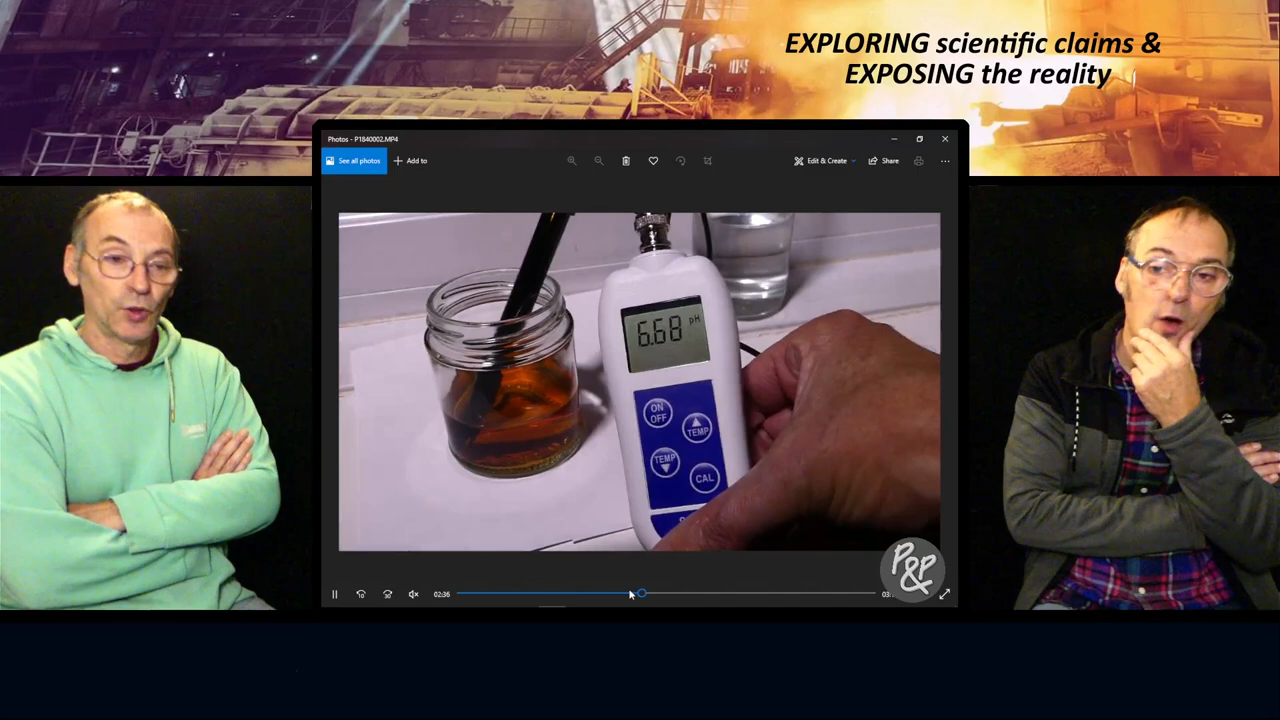 EXPLORING scientific claims &
EXPOSING the reality
Photos - P1840002.MP4
See all photos
Add to
Edit & Create
Share
6.68 pH
ON
OFF
TEMP
TEMP
CAL
P&P
02:36